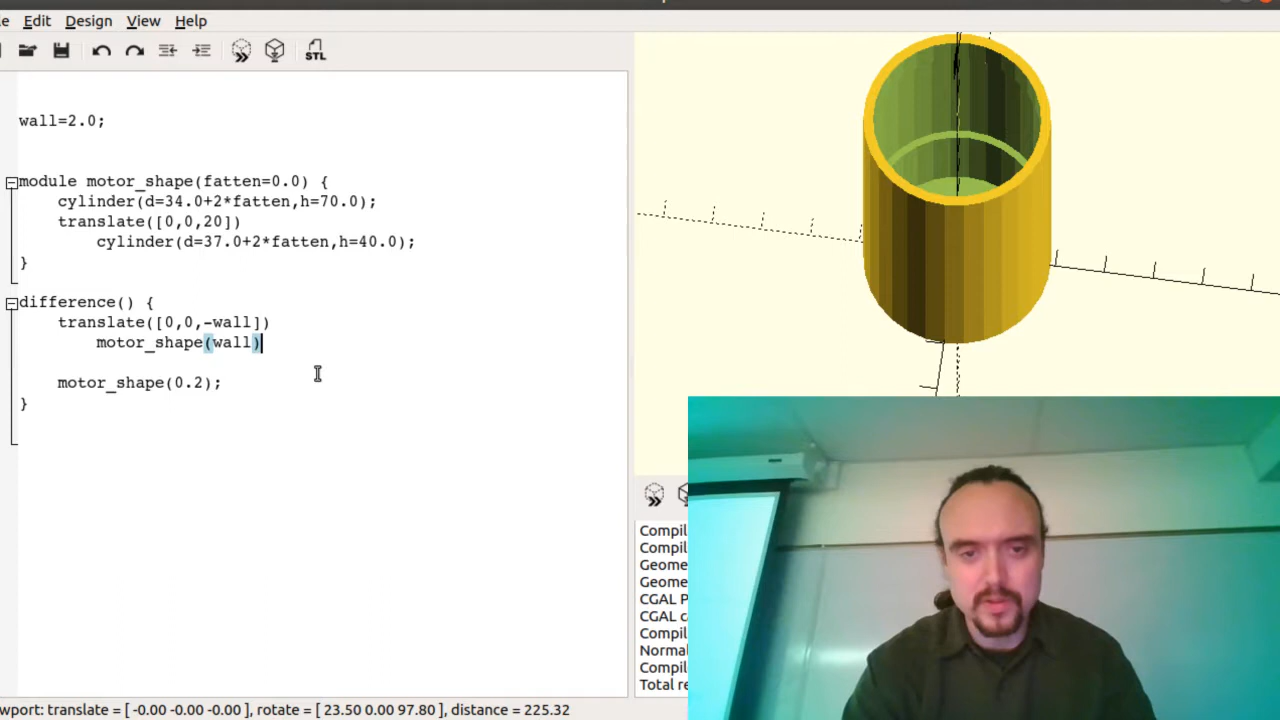 Edit Design View Help
STL
wall=2.0;
module motor_shape(fatten=0.0) {
cylinder(d=34.0+2*fatten,h=70.0);
translate([0,0,20])
cylinder(d=37.0+2*fatten,h=40.0);
}
difference() {
translate([0,0,-wall])
motor_shape(wall)
motor_shape(0.2);
}
Compil
Compil
Geome
Geome
CGAL P
CGAL c
Compil
Normal
Compil
Total re
wport: translate = [ -0.00 -0.00 -0.00 ], rotate = [ 23.50 0.00 97.80 ], distance = 225.32